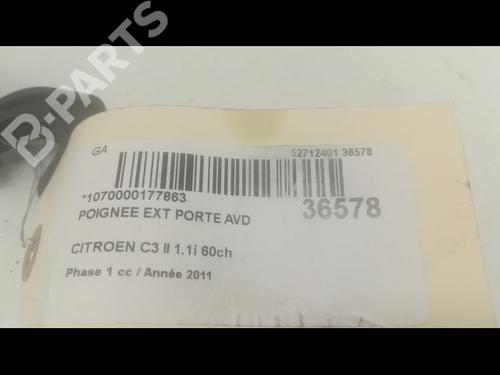 B-PARTS
GA
52712401 36578
*1070000177863
36578
POIGNEE EXT PORTE AVD
CITROEN C3 II 1.1i 60ch
Phase 1 cc / Année 2011